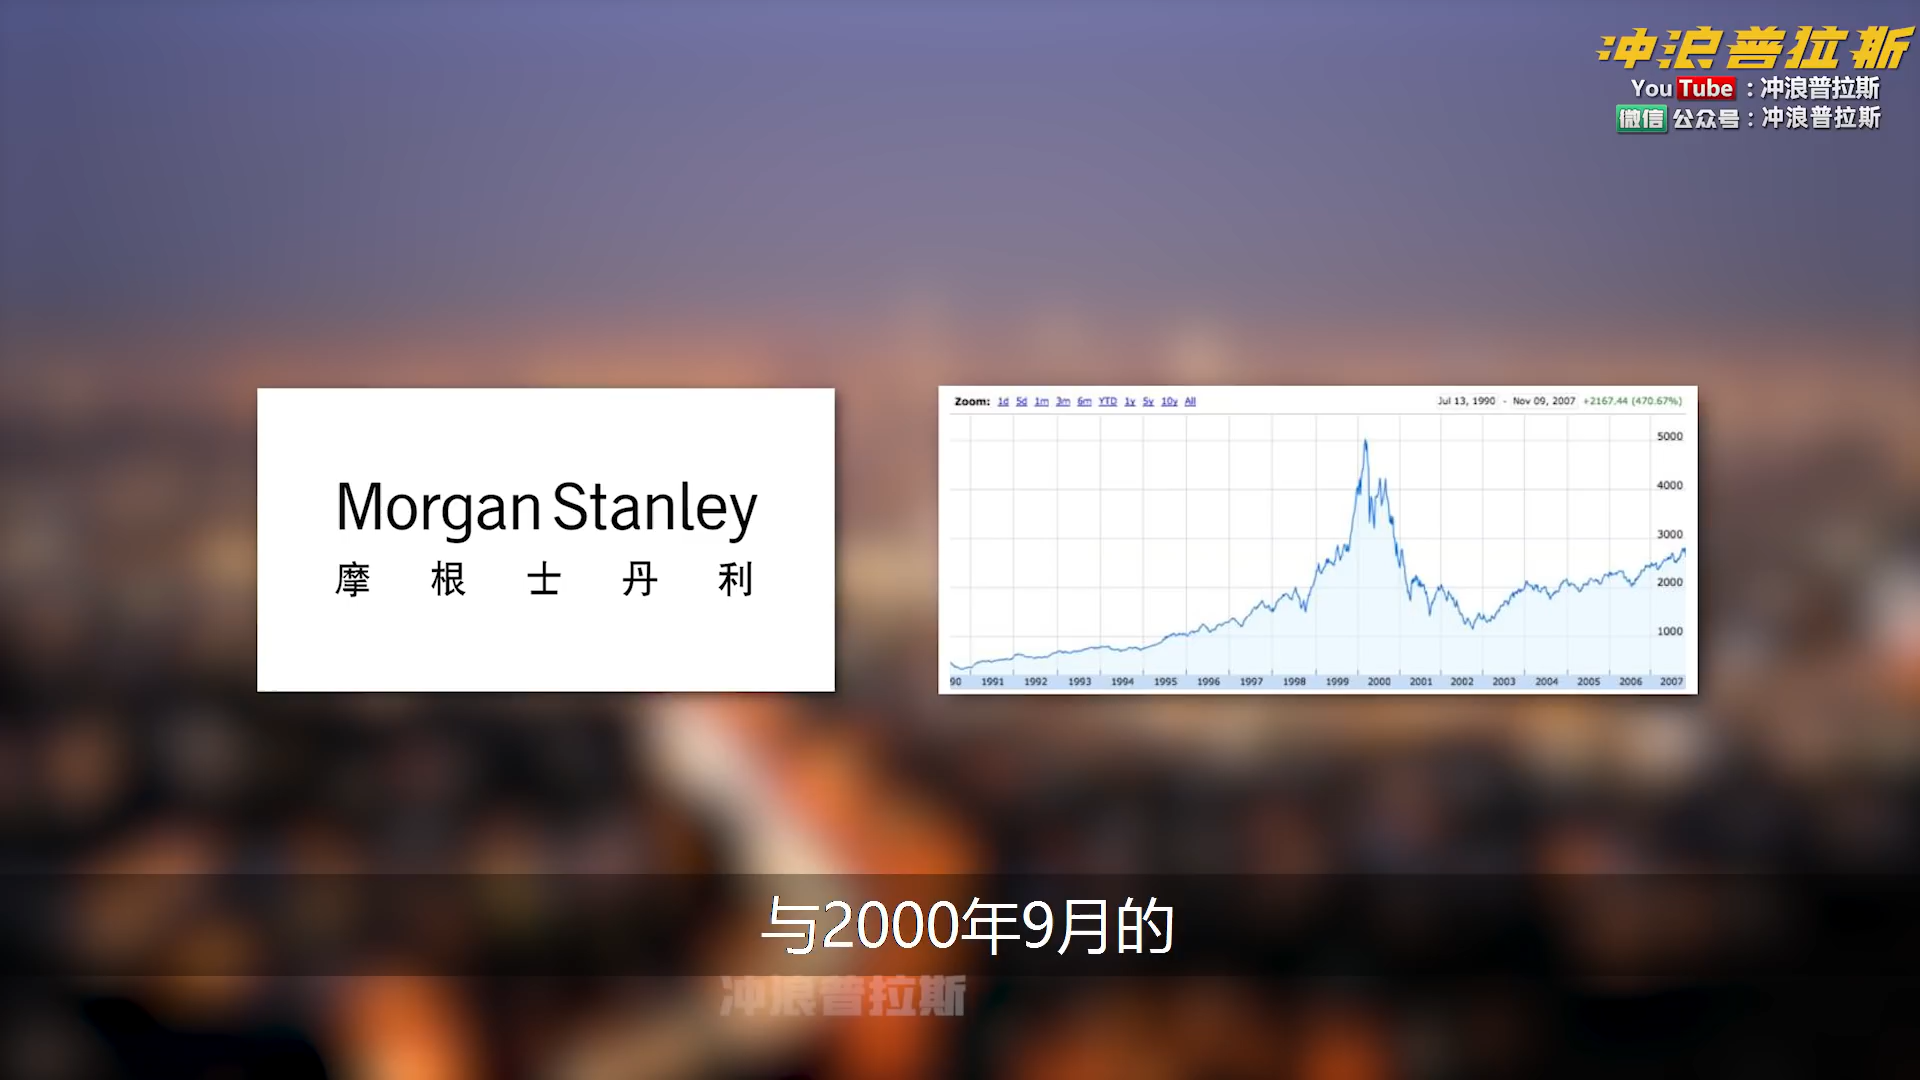 冲浪普拉斯
YouTube：冲浪普拉斯
微信公众号：冲浪普拉斯
Morgan Stanley
摩根士丹利
Zoom: 1d 5d 1m 3m 6m YTD 1y 5y 10y All
Jul 13, 1990 - Nov 09, 2007 +2167.44 (470.67%)
5000
4000
3000
2000
1000
90 1991 1992 1993 1994 1995 1996 1997 1998 1999 2000 2001 2002 2003 2004 2005 2006 2007
与2000年9月的
冲浪普拉斯